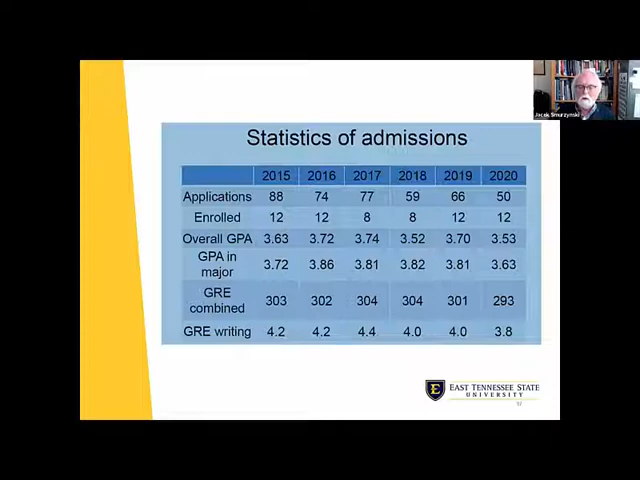 Jacek Smurzynski
Statistics of admissions
2015 2016 2017 2018 2019 2020
Applications 88 74 77 59 66 50
Enrolled 12 12 8 8 12 12
Overall GPA 3.63 3.72 3.74 3.52 3.70 3.53
GPA in
major 3.72 3.86 3.81 3.82 3.81 3.63
GRE
combined 303 302 304 304 301 293
GRE writing 4.2 4.2 4.4 4.0 4.0 3.8
E
EAST TENNESSEE STATE
UNIVERSITY